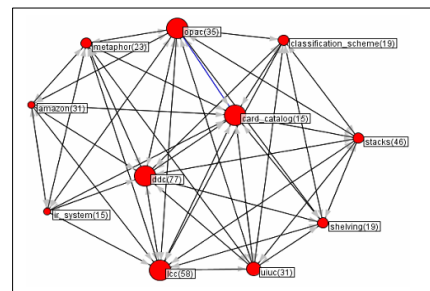 opac(35)
metaphor(23)
classification_scheme(19)
amazon(31)
card_catalog(15)
stacks(46)
ddc(77)
ir_system(15)
shelving(19)
lcc(58)
uiuc(31)